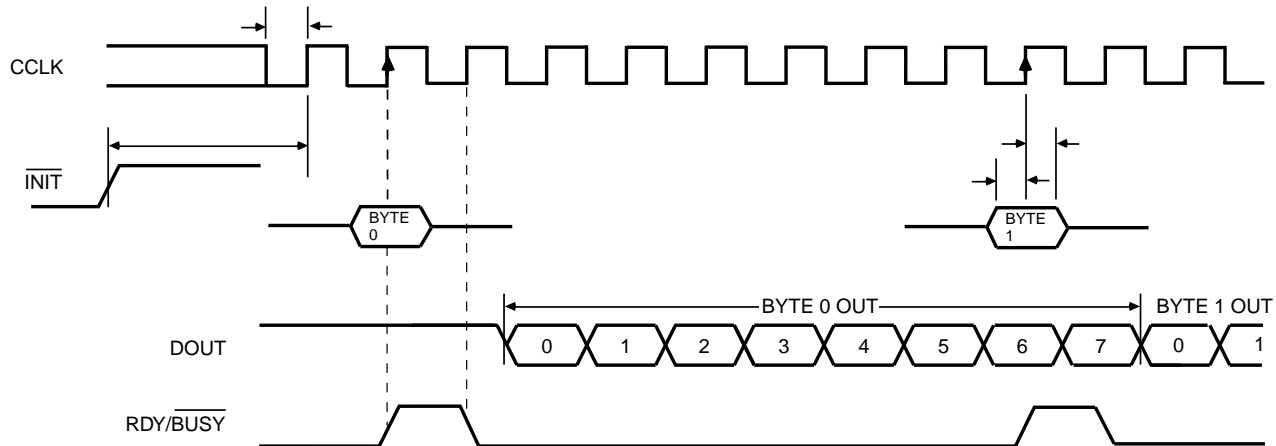 CCLK
INIT
BYTE
0
BYTE
1
BYTE 0 OUT
BYTE 1 OUT
DOUT
0 1 2 3 4 5 6 7 0 1
RDY/BUSY